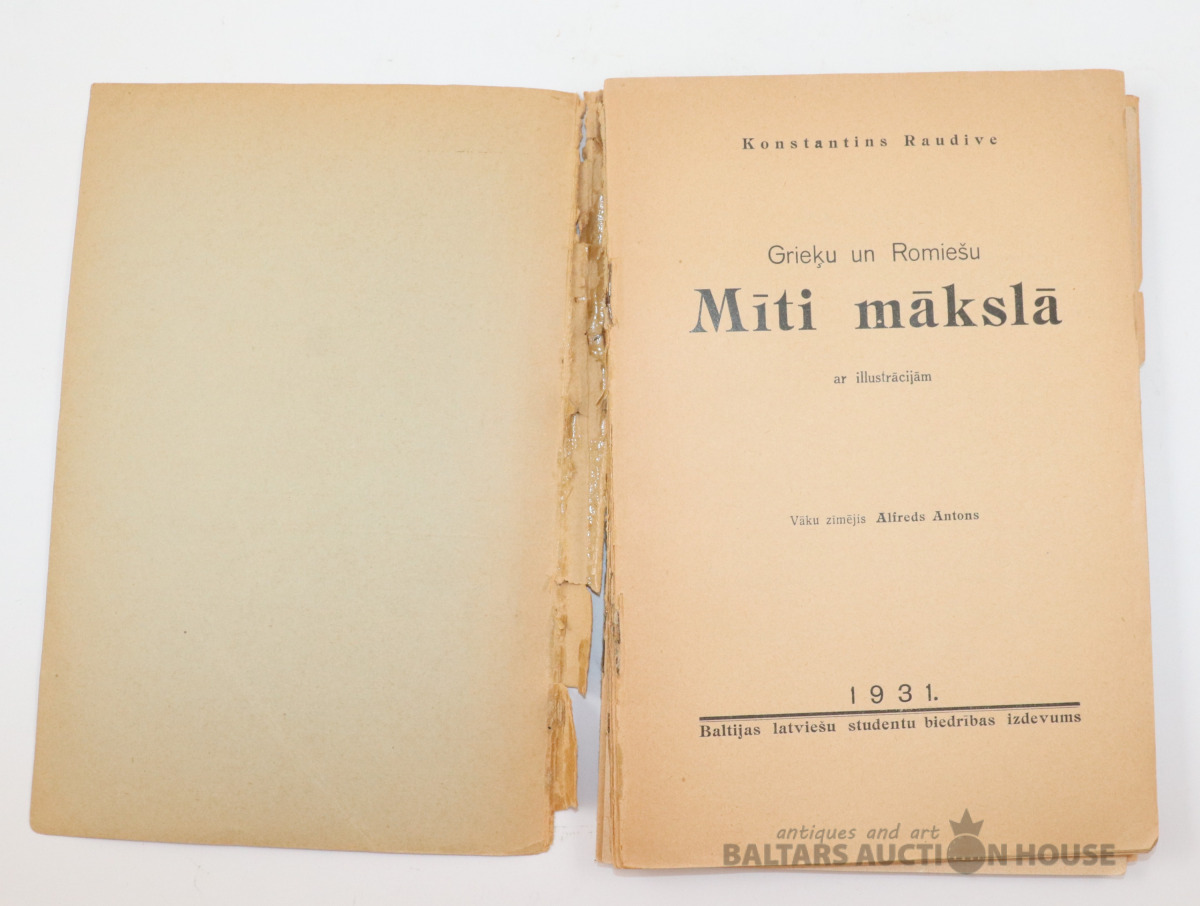 Konstantins Raudive
Grieķu un Romiešu
Mīti mākslā
ar illustrācijām
Vāku zīmējis Alfreds Antons
1931.
Baltijas latviešu studentu biedrības izdevums
antiques and art
BALTARS AUCTION HOUSE